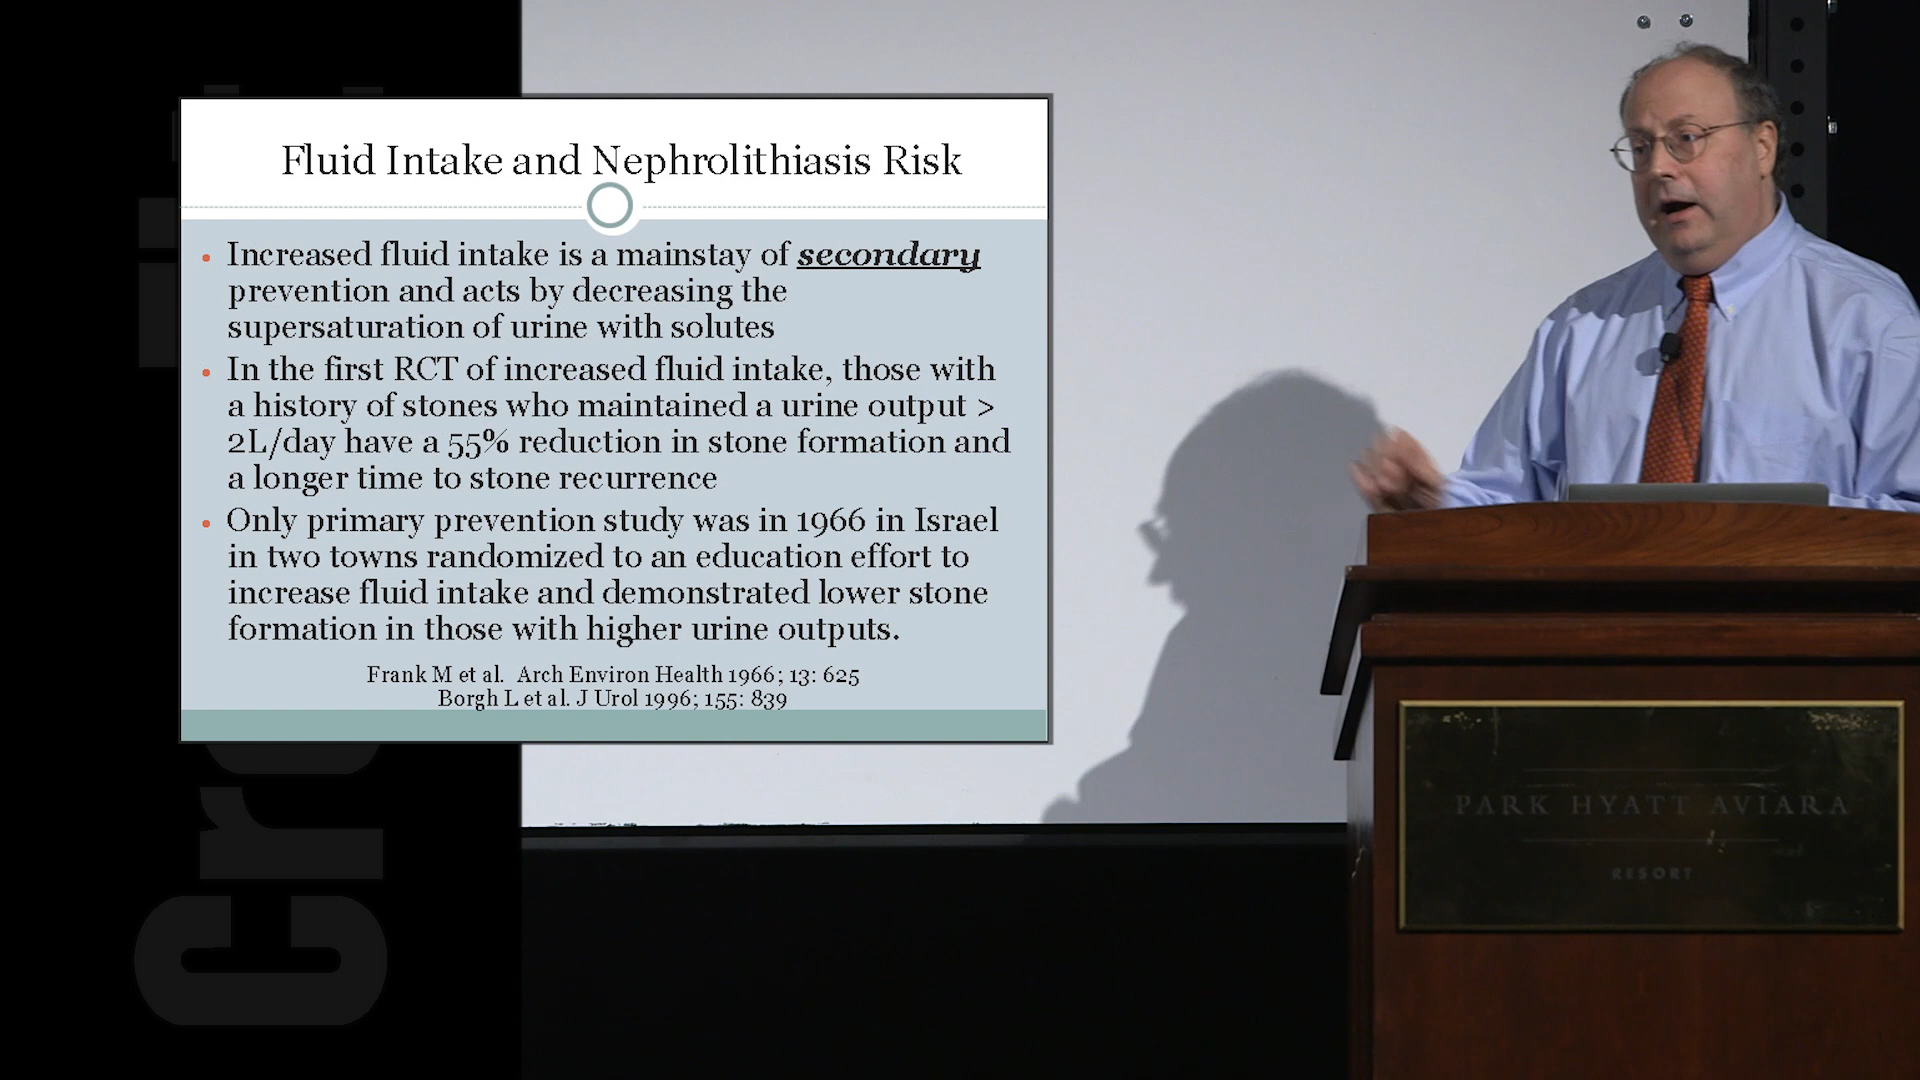 Fluid Intake and Nephrolithiasis Risk
• Increased fluid intake is a mainstay of secondary
prevention and acts by decreasing the
supersaturation of urine with solutes
• In the first RCT of increased fluid intake, those with
a history of stones who maintained a urine output >
2L/day have a 55% reduction in stone formation and
a longer time to stone recurrence
• Only primary prevention study was in 1966 in Israel
in two towns randomized to an education effort to
increase fluid intake and demonstrated lower stone
formation in those with higher urine outputs.
Frank M et al. Arch Environ Health 1966; 13: 625
Borgh L et al. J Urol 1996; 155: 839
PARK HYATT AVIARA
RESORT